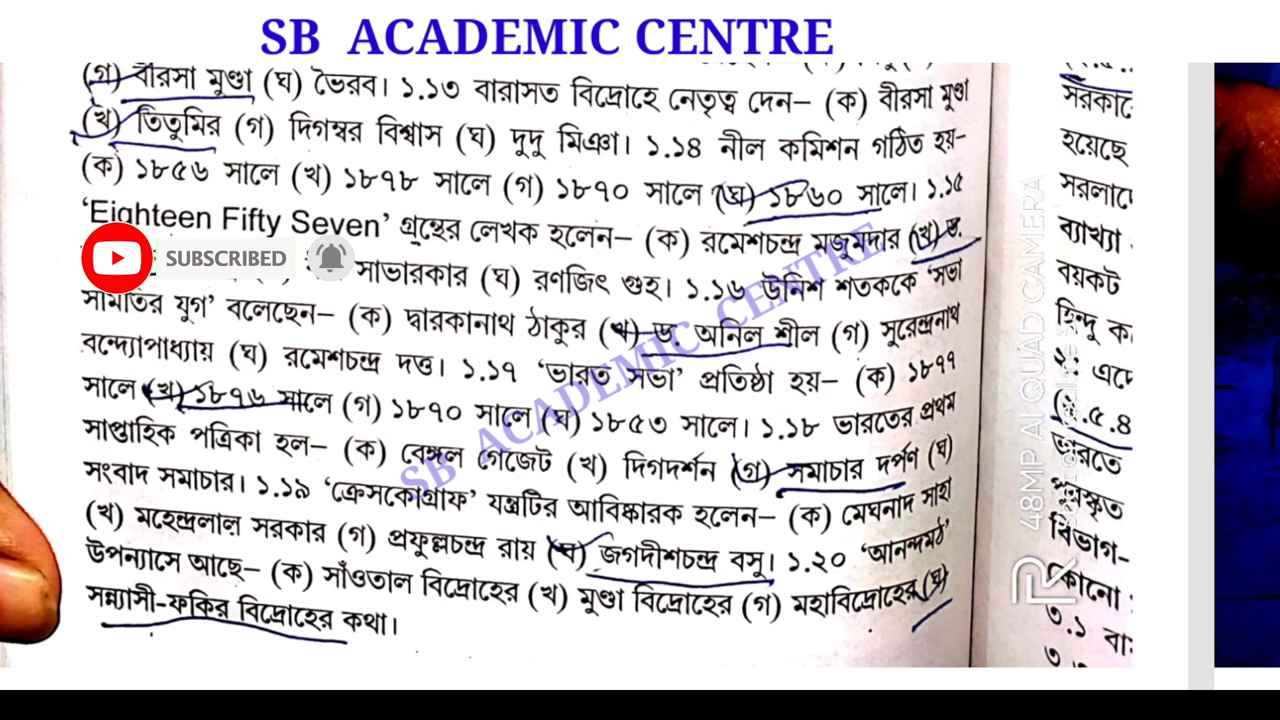 SB ACADEMIC CENTRE
(গ) বীরসা মুণ্ডা (ঘ) ভৈরব। ১.১৩ বারাসত বিদ্রোহে নেতৃত্ব দেন– (ক) বীরসা মুণ্ডা
(খ) তিতুমির (গ) দিগম্বর বিশ্বাস (ঘ) দুদু মিঞা। ১.১৪ নীল কমিশন গঠিত হয়–
(ক) ১৮৫৬ সালে (খ) ১৮৭৮ সালে (গ) ১৮৭০ সালে (ঘ) ১৮৬০ সালে। ১.১৫
‘Eighteen Fifty Seven’ গ্রন্থের লেখক হলেন– (ক) রমেশচন্দ্র মজুমদার (খ) ড.
SUBSCRIBED
সাভারকার (ঘ) রণজিৎ গুহ। ১.১৬ উনিশ শতককে ‘সভা
সমিতির যুগ’ বলেছেন– (ক) দ্বারকানাথ ঠাকুর (খ) ড. অনিল শীল (গ) সুরেন্দ্রনাথ
বন্দ্যোপাধ্যায় (ঘ) রমেশচন্দ্র দত্ত। ১.১৭ ‘ভারত সভা’ প্রতিষ্ঠা হয়– (ক) ১৮৭৭
সালে (খ) ১৮৭৬ সালে (গ) ১৮৭০ সালে (ঘ) ১৮৫৩ সালে। ১.১৮ ভারতের প্রথম
সাপ্তাহিক পত্রিকা হল– (ক) বেঙ্গল গেজেট (খ) দিগদর্শন (গ) সমাচার দর্পণ (ঘ)
সংবাদ সমাচার। ১.১৯ ‘ক্রেসকোগ্রাফ’ যন্ত্রটির আবিষ্কারক হলেন– (ক) মেঘনাদ সাহা
(খ) মহেন্দ্রলাল সরকার (গ) প্রফুল্লচন্দ্র রায় (ঘ) জগদীশচন্দ্র বসু। ১.২০ ‘আনন্দমঠ’
উপন্যাসে আছে– (ক) সাঁওতাল বিদ্রোহের (খ) মুণ্ডা বিদ্রোহের (গ) মহাবিদ্রোহের (ঘ)
সন্ন্যাসী-ফকির বিদ্রোহের কথা।
SB ACADEMIC CENTRE
হয়েছে
ব্যাখ্যা
বয়কট
হিন্দু
ভারতে
পুরস্কৃত
বিভাগ-
কোনো
৩.১
48MP AI QUAD CAMERA